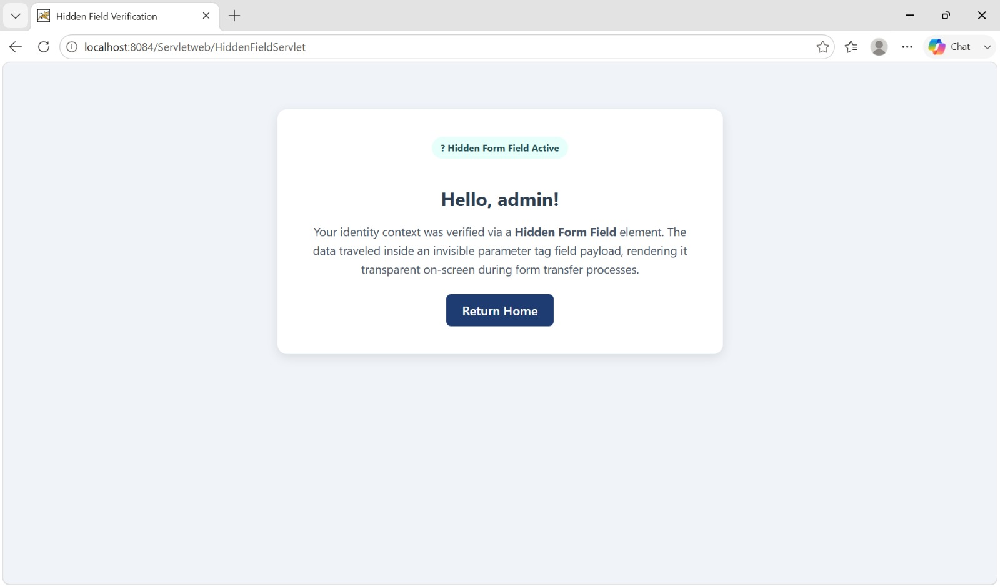 Hidden Field Verification
localhost:8084/Servletweb/HiddenFieldServlet
Chat
? Hidden Form Field Active
Hello, admin!
Your identity context was verified via a Hidden Form Field element. The
data traveled inside an invisible parameter tag field payload, rendering it
transparent on-screen during form transfer processes.
Return Home